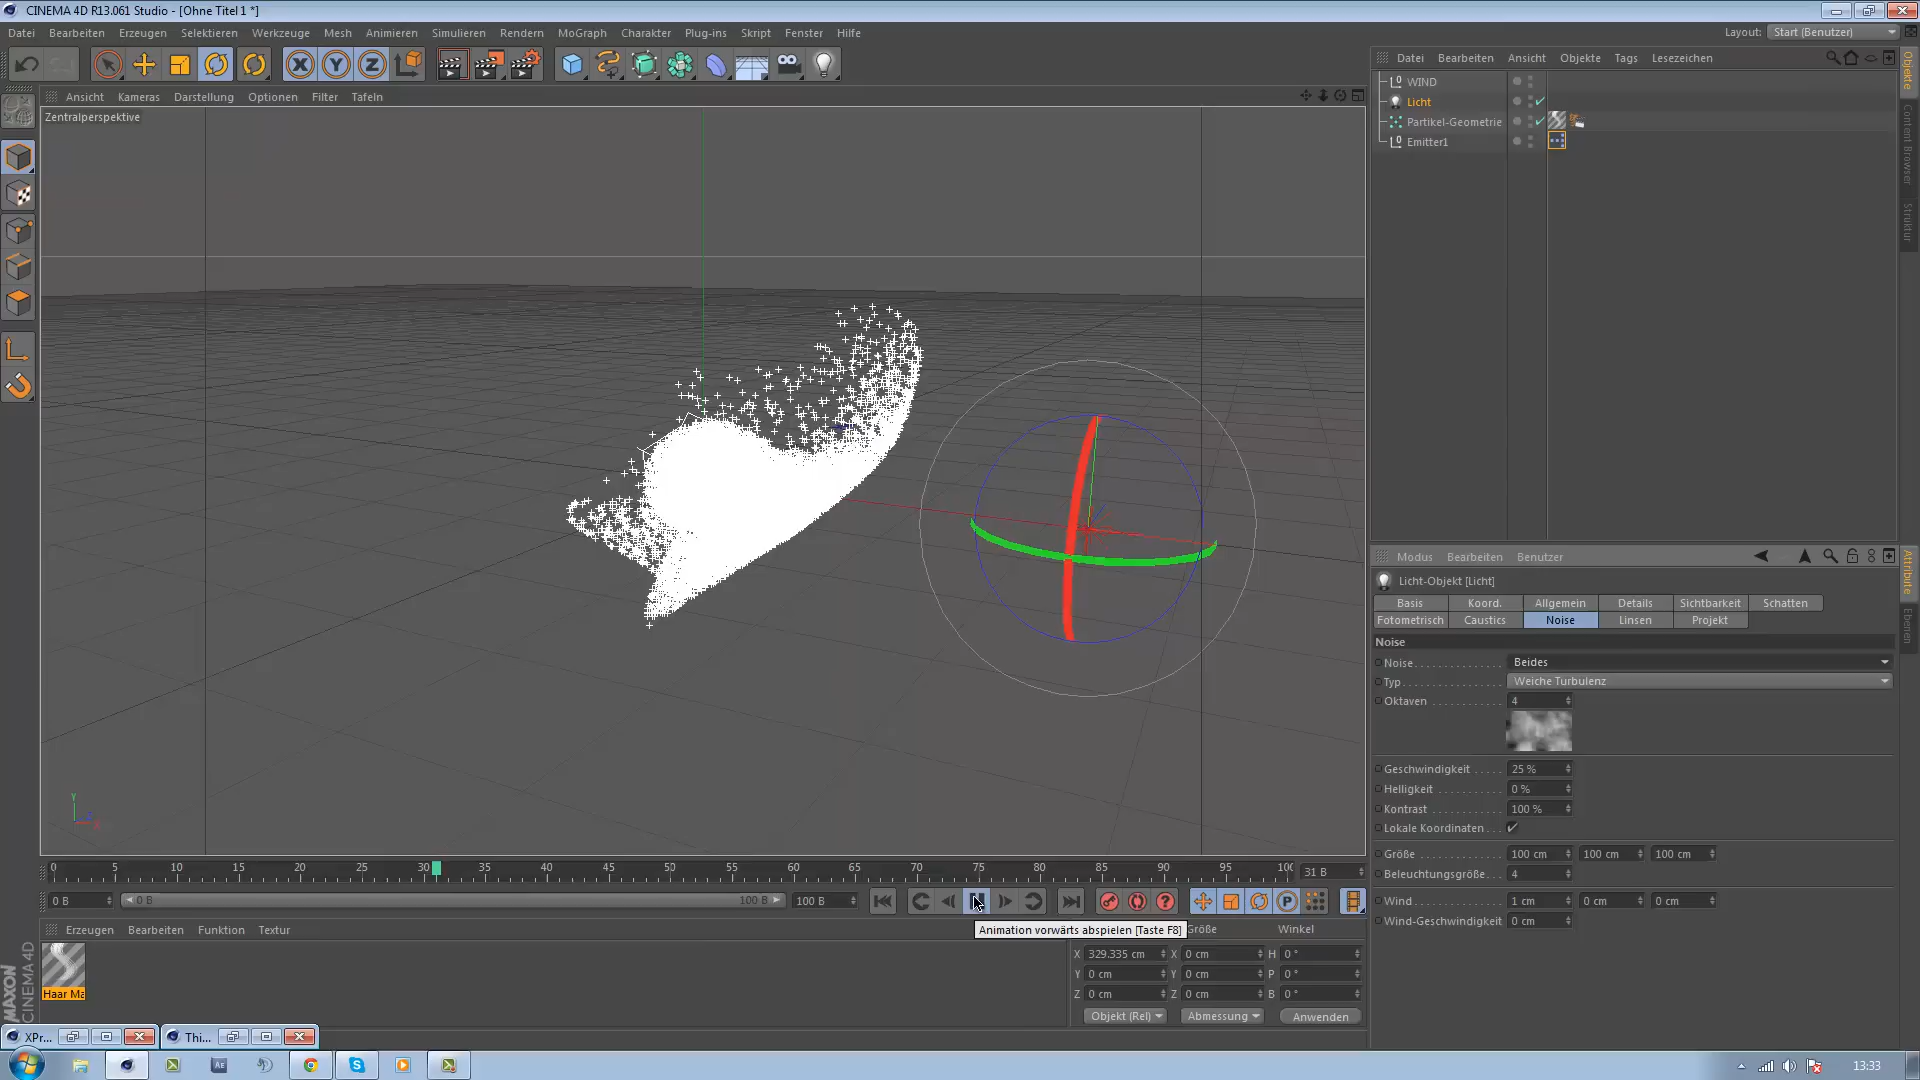 CINEMA 4D R13.061 Studio - [Ohne Titel 1 *]
Datei Bearbeiten Erzeugen Selektieren Werkzeuge Mesh Animieren Simulieren Rendern MoGraph Charakter Plug-ins Skript Fenster Hilfe
Layout: Start (Benutzer)
X Y Z
Ansicht Kameras Darstellung Optionen Filter Tafeln
Datei Bearbeiten Ansicht Objekte Tags Lesezeichen
Zentralperspektive
WIND
Licht
Partikel-Geometrie
Emitter1
Objekte
Content Browser
Struktur
Modus Bearbeiten Benutzer
Licht-Objekt [Licht]
Basis Koord. Allgemein Details Sichtbarkeit Schatten
Fotometrisch Caustics Noise Linsen Projekt
Noise
Noise Beides
Typ Weiche Turbulenz
Oktaven 4
Geschwindigkeit 25 %
Helligkeit 0 %
Kontrast 100 %
Lokale Koordinaten
Größe 100 cm 100 cm 100 cm
Beleuchtungsgröße 4
Wind 1 cm 0 cm 0 cm
Wind-Geschwindigkeit 0 cm
Attribute
Ebenen
Y
X
0 5 10 15 20 25 30 35 40 45 50 55 60 65 70 75 80 85 90 95 100
31 B
0 B 0 B 100 B 100 B
P
Erzeugen Bearbeiten Funktion Textur
Animation vorwärts abspielen [Taste F8]
Größe Winkel
Haar Ma
X 329.335 cm X 0 cm H 0 °
Y 0 cm Y 0 cm P 0 °
Z 0 cm Z 0 cm B 0 °
Objekt (Rel) Abmessung Anwenden
MAXON
CINEMA 4D
XPr... Thi...
AE
13:33